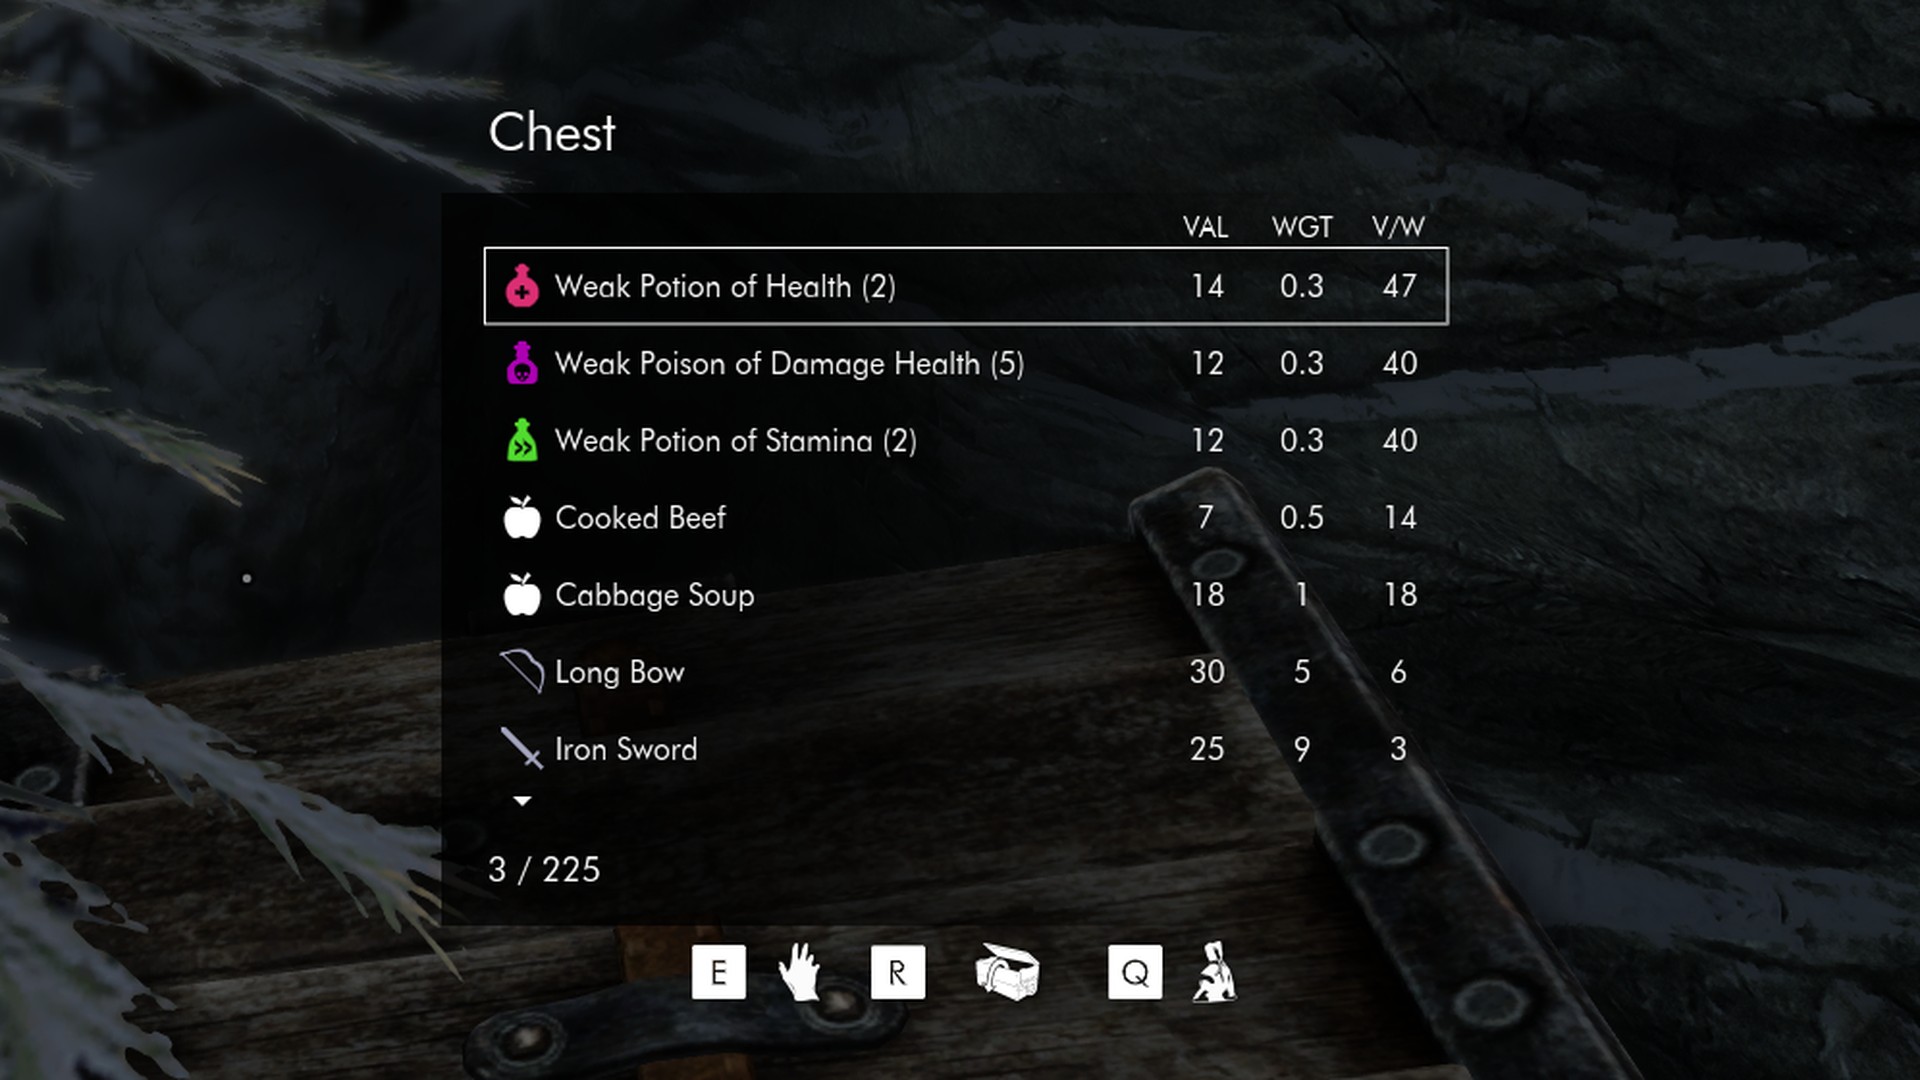 Chest
VAL WGT V/W
Weak Potion of Health (2) 14 0.3 47
Weak Poison of Damage Health (5) 12 0.3 40
Weak Potion of Stamina (2) 12 0.3 40
Cooked Beef 7 0.5 14
Cabbage Soup 18 1 18
Long Bow 30 5 6
Iron Sword 25 9 3
3 / 225
E R Q